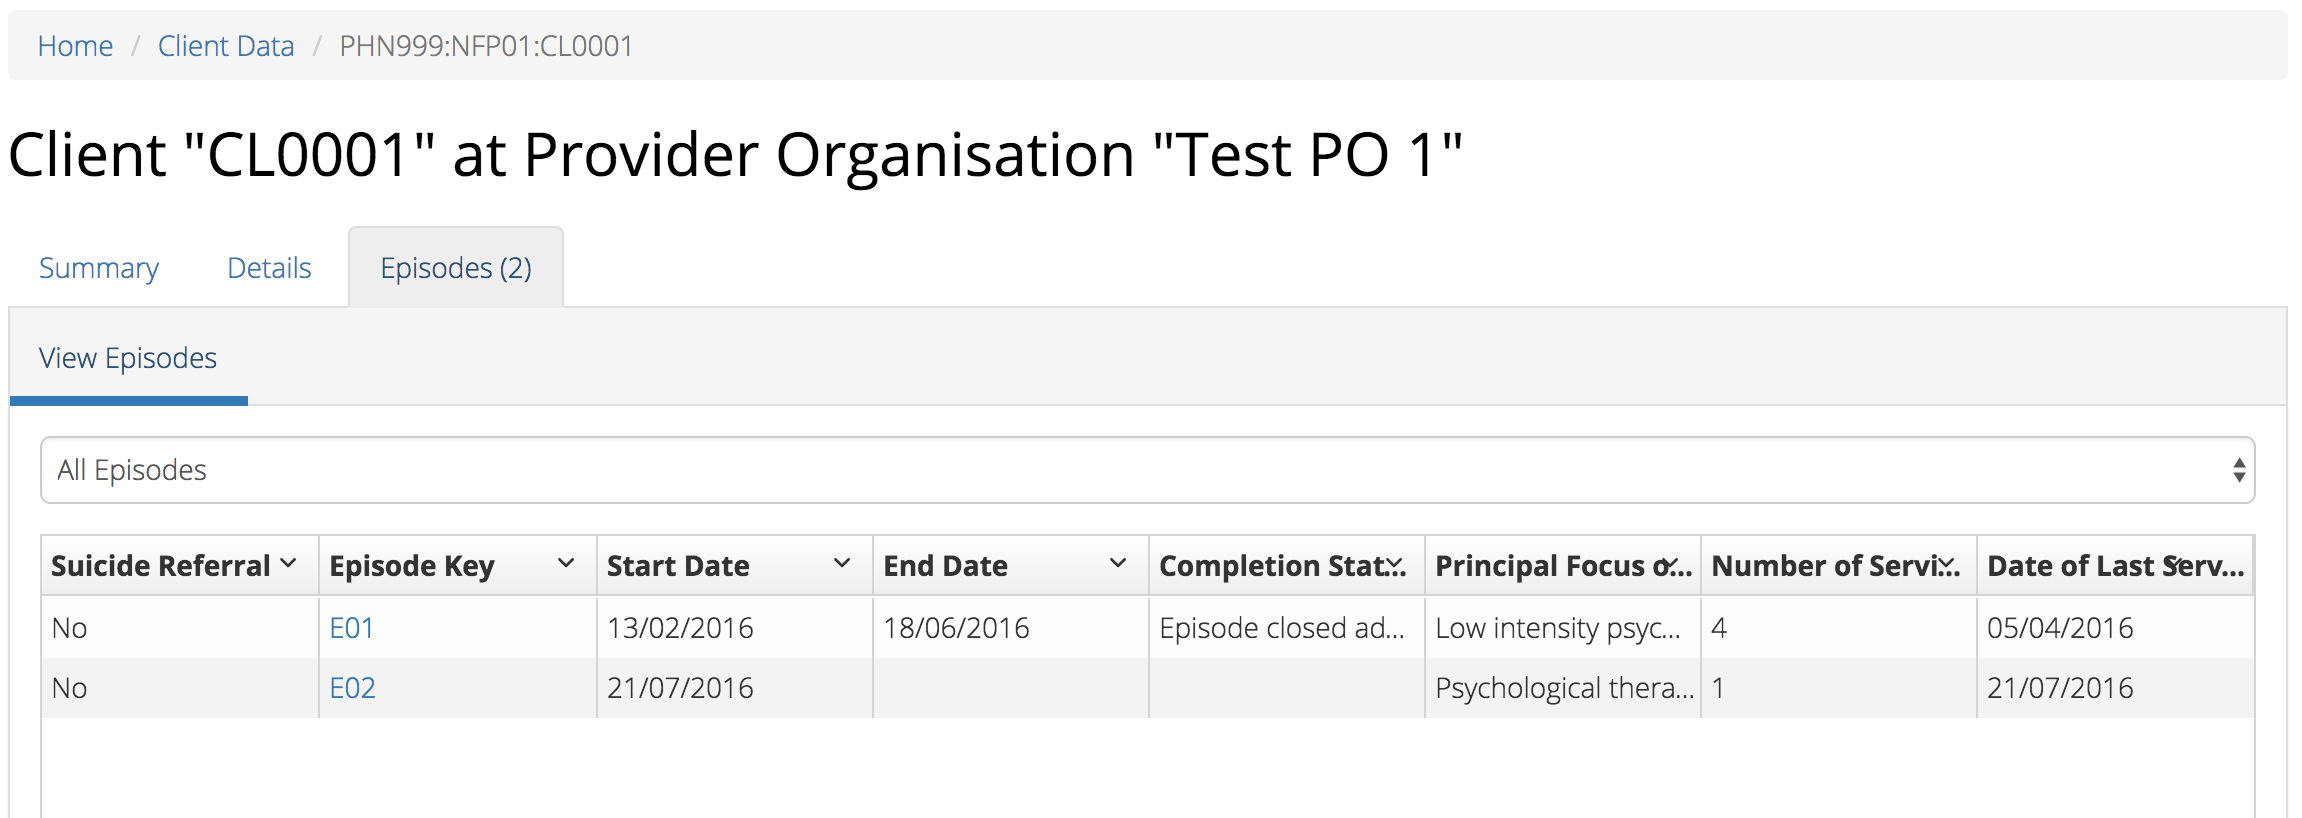 Home / Client Data / PHN999:NFP01:CL0001
Client "CL0001" at Provider Organisation "Test PO 1"
Summary Details Episodes (2)
View Episodes
All Episodes
Suicide Referral Episode Key Start Date End Date Completion Stat... Principal Focus o... Number of Servi... Date of Last Serv...
No E01 13/02/2016 18/06/2016 Episode closed ad... Low intensity psyc... 4 05/04/2016
No E02 21/07/2016 Psychological thera... 1 21/07/2016